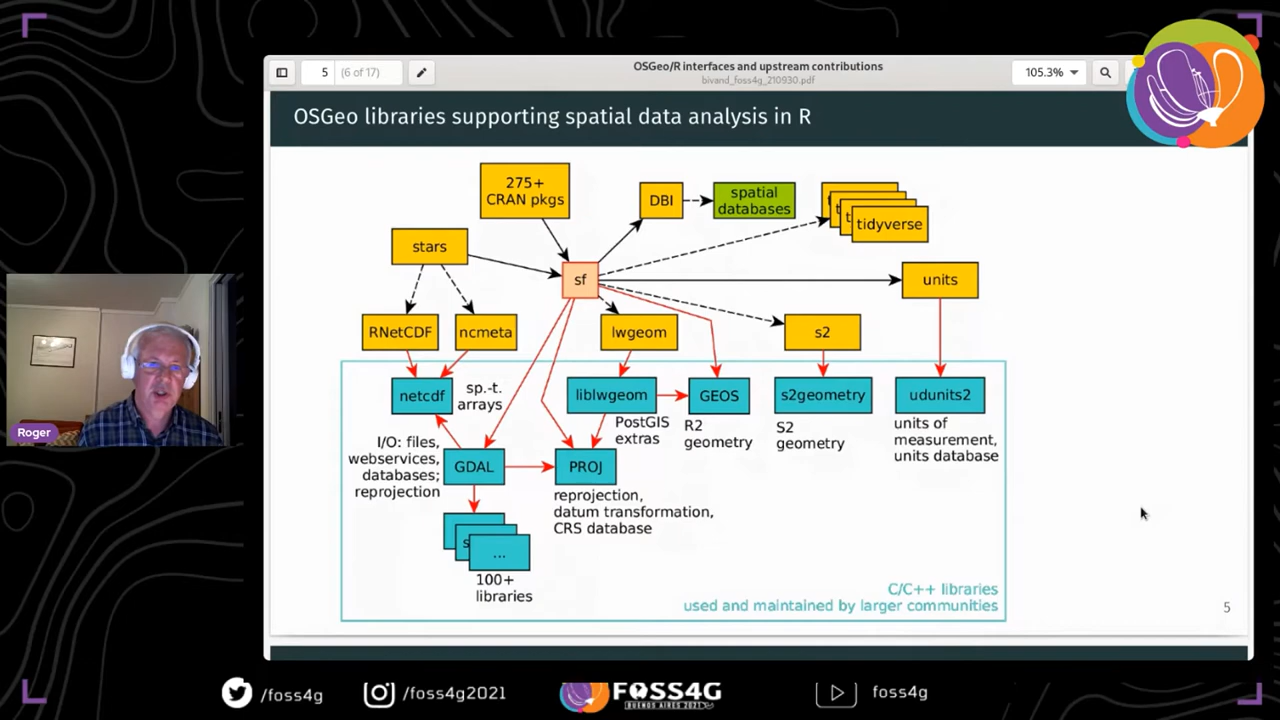 5
(6 of 17)
OSGeo/R interfaces and upstream contributions
bivand_foss4g_210930.pdf
105.3%
OSGeo libraries supporting spatial data analysis in R
275+
CRAN pkgs
DBI
spatial
databases
t
t
tidyverse
stars
sf
units
RNetCDF
ncmeta
lwgeom
s2
netcdf
sp.-t.
arrays
liblwgeom
GEOS
s2geometry
udunits2
PostGIS
extras
R2
geometry
S2
geometry
units of
measurement,
units database
I/O: files,
webservices,
databases;
reprojection
GDAL
PROJ
reprojection,
datum transformation,
CRS database
s
...
100+
libraries
C/C++ libraries
used and maintained by larger communities
5
Roger
/foss4g
/foss4g2021
FOSS4G
BUENOS AIRES 2021
foss4g